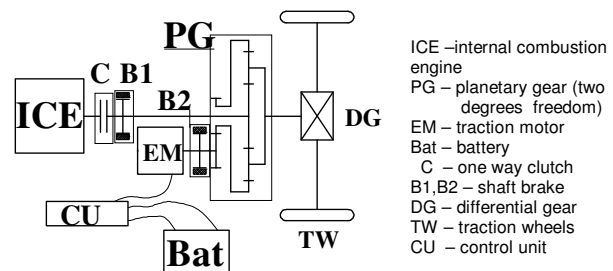 PG
C B1
B2
ICE
DG
EM
CU
Bat
TW
ICE –internal combustion
engine
PG – planetary gear (two
degrees freedom)
EM – traction motor
Bat – battery
C – one way clutch
B1,B2 – shaft brake
DG – differential gear
TW – traction wheels
CU – control unit